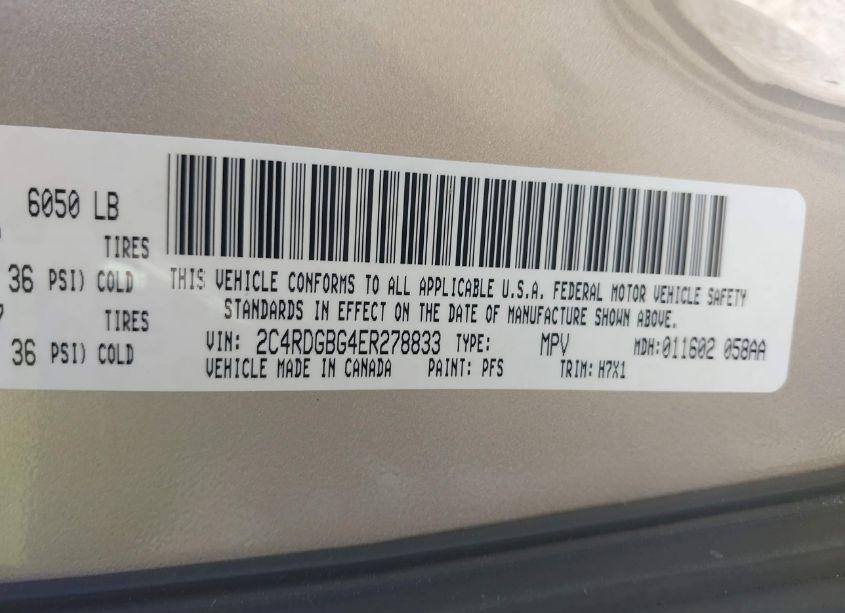 6050 LB
TIRES
36 PSI) COLD
TIRES
36 PSI) COLD
THIS VEHICLE CONFORMS TO ALL APPLICABLE U.S.A. FEDERAL MOTOR VEHICLE SAFETY
STANDARDS IN EFFECT ON THE DATE OF MANUFACTURE SHOWN ABOVE.
VIN: 2C4RDGBG4ER278833 TYPE: MPV MDH:011602 058AA
VEHICLE MADE IN CANADA PAINT: PFS TRIM: H7X1